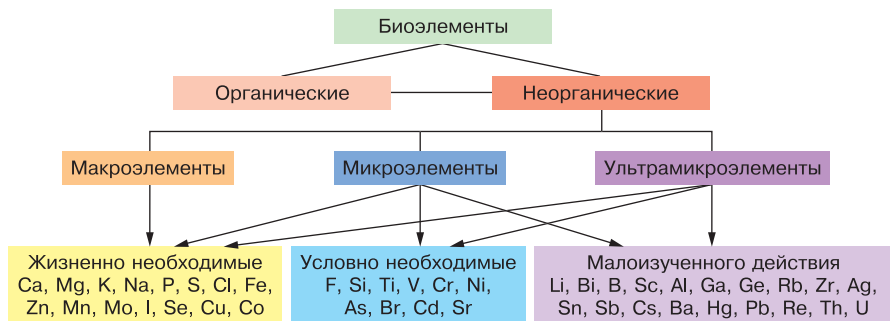 Биоэлементы
Органические
Неорганические
Макроэлементы
Микроэлементы
Ультрамикроэлементы
Жизненно необходимые
Ca, Mg, K, Na, P, S, Cl, Fe,
Zn, Mn, Mo, I, Se, Cu, Co
Условно необходимые
F, Si, Ti, V, Cr, Ni,
As, Br, Cd, Sr
Малоизученного действия
Li, Bi, B, Sc, Al, Ga, Ge, Rb, Zr, Ag,
Sn, Sb, Cs, Ba, Hg, Pb, Re, Th, U